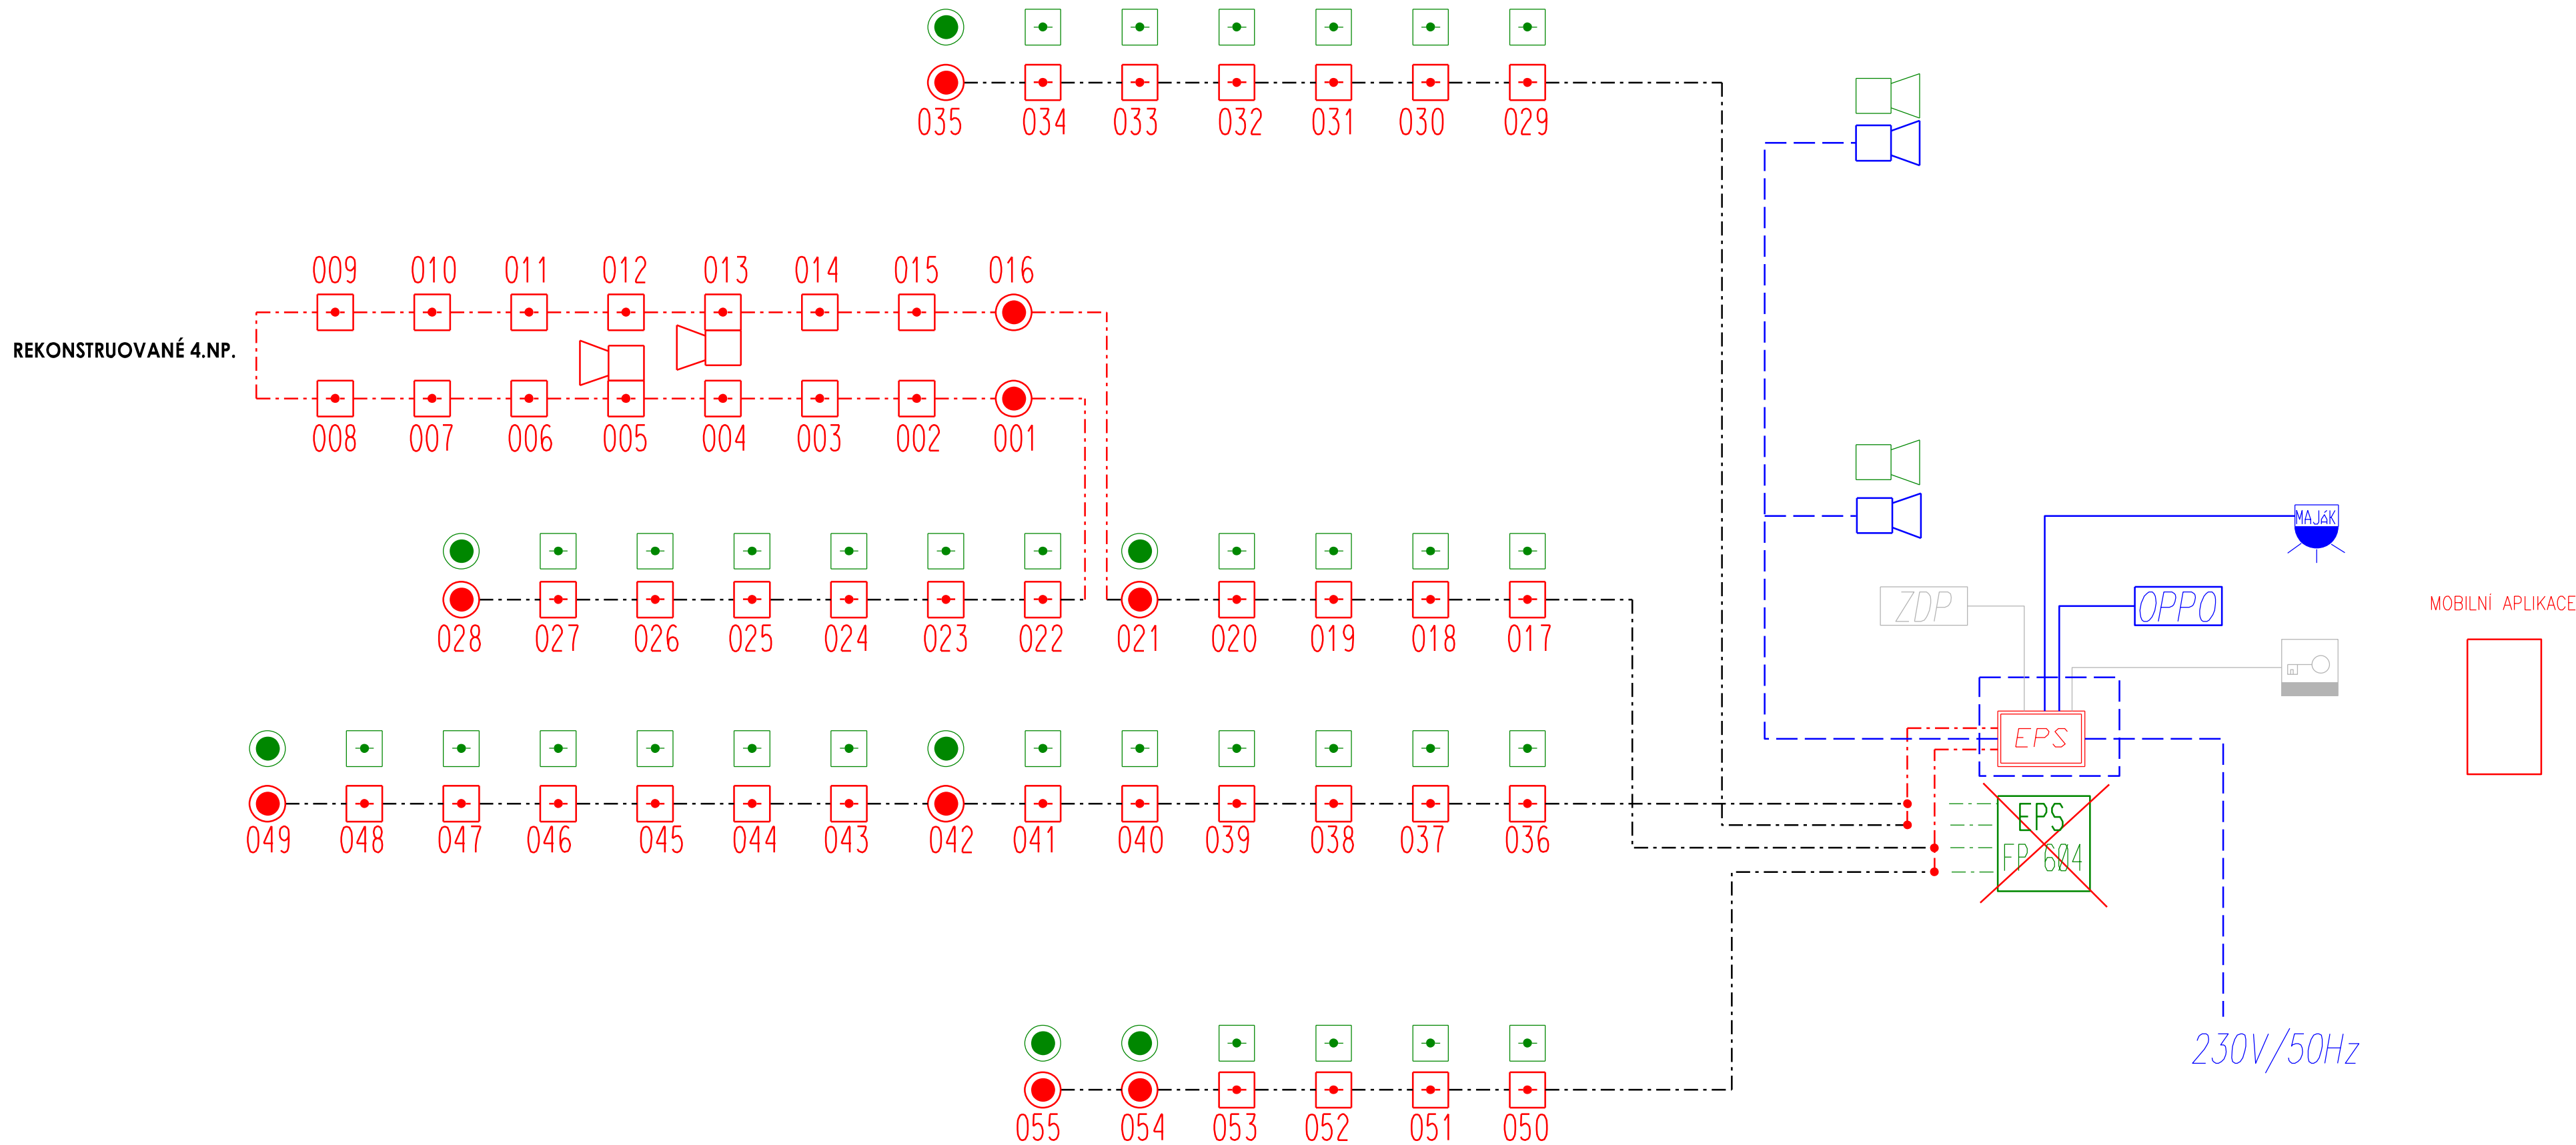 035 034 033 032 031 030 029
009 010 011 012 013 014 015 016
REKONSTRUOVANÉ 4.NP.
008 007 006 005 004 003 002 001
MAJáK
ZDP
OPPO
MOBILNÍ APLIKACE
028 027 026 025 024 023 022 021 020 019 018 017
EPS
049 048 047 046 045 044 043 042 041 040 039 038 037 036
EPS
FP 604
230V/50Hz
055 054 053 052 051 050